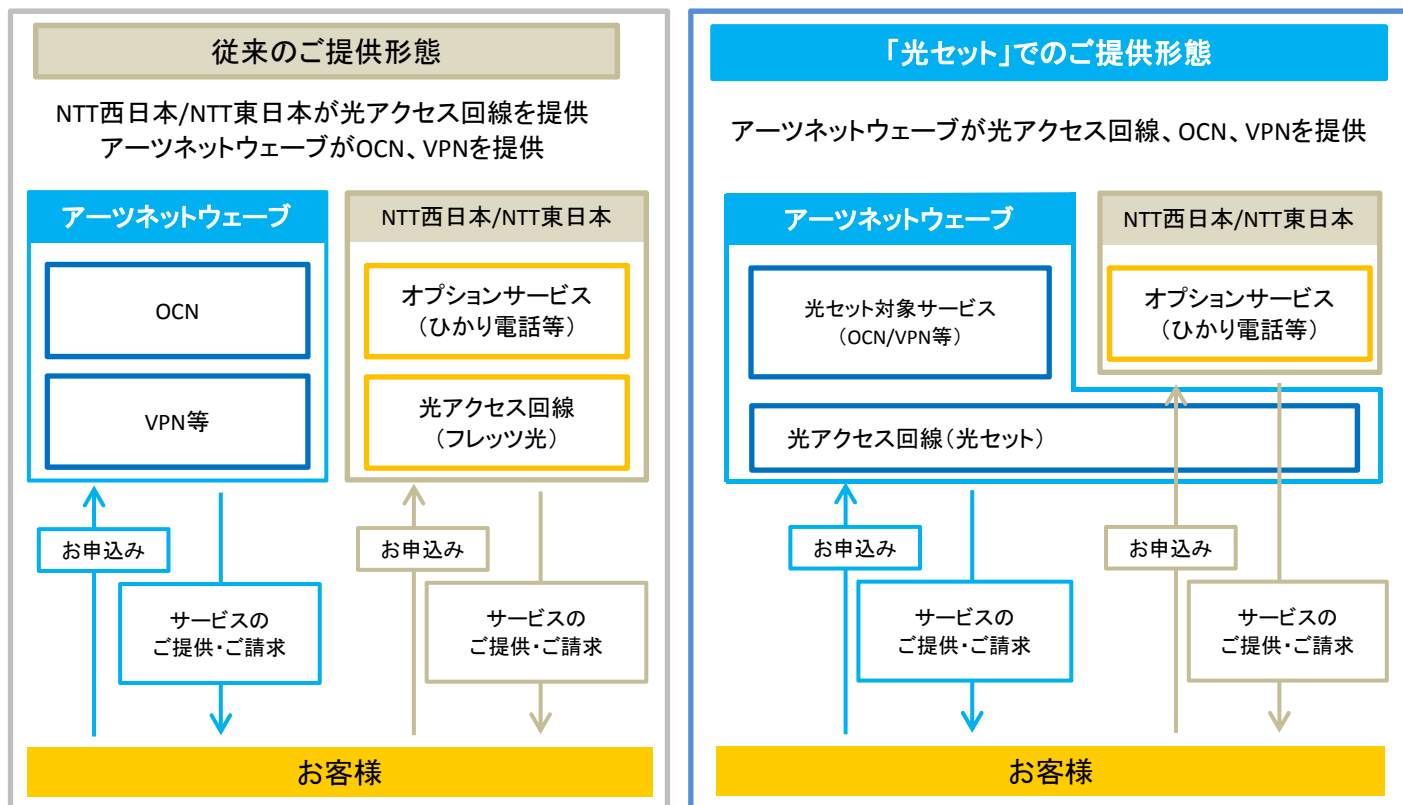 従来のご提供形態
NTT西日本/NTT東日本が光アクセス回線を提供
アーツネットウェーブがOCN、VPNを提供
アーツネットウェーブ
OCN
VPN等
NTT西日本/NTT東日本
オプションサービス
（ひかり電話等）
光アクセス回線
（フレッツ光）
お申込み
サービスの
ご提供・ご請求
お申込み
サービスの
ご提供・ご請求
お客様
「光セット」でのご提供形態
アーツネットウェーブが光アクセス回線、OCN、VPNを提供
アーツネットウェーブ
光セット対象サービス
（OCN/VPN等）
NTT西日本/NTT東日本
オプションサービス
（ひかり電話等）
光アクセス回線（光セット）
お申込み
サービスの
ご提供・ご請求
お申込み
サービスの
ご提供・ご請求
お客様